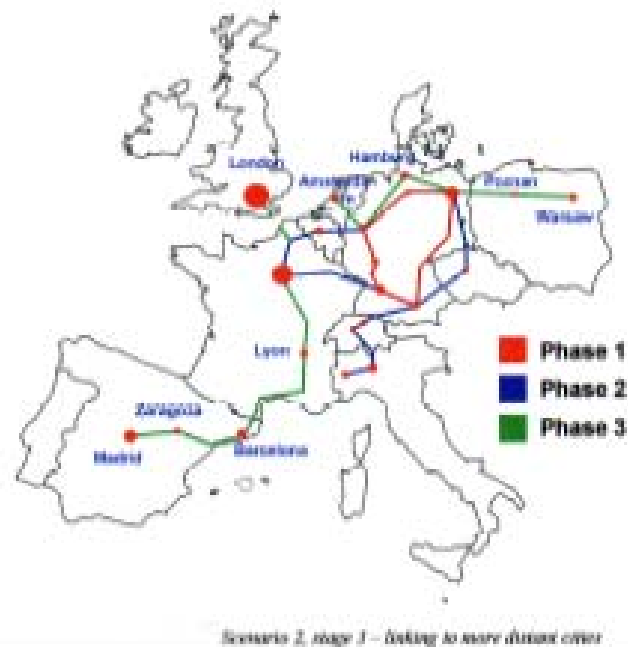 London
Hamburg
Amsterdam
Poznan
Warsaw
Lyon
Zaragoza
Madrid
Barcelona
Phase 1
Phase 2
Phase 3
Scenario 2, stage 3 – linking to more distant cities